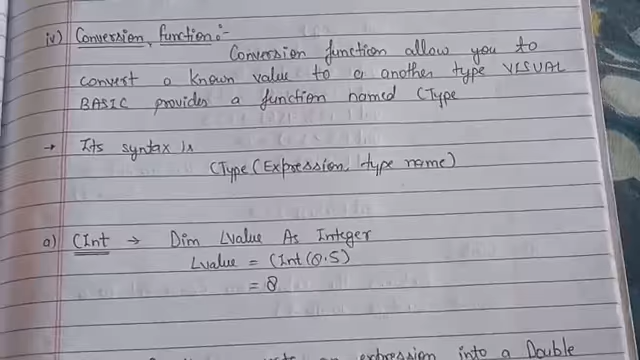 iv) Conversion, function :-
Conversion function allow you to
convert a known value to a another type VISUAL
BASIC provides a function named CType
→ Its syntax is
CType (Expression, type name)
a) CInt → Dim Lvalue As Integer
Lvalue = CInt (8.5)
= 8
an expression into a Double